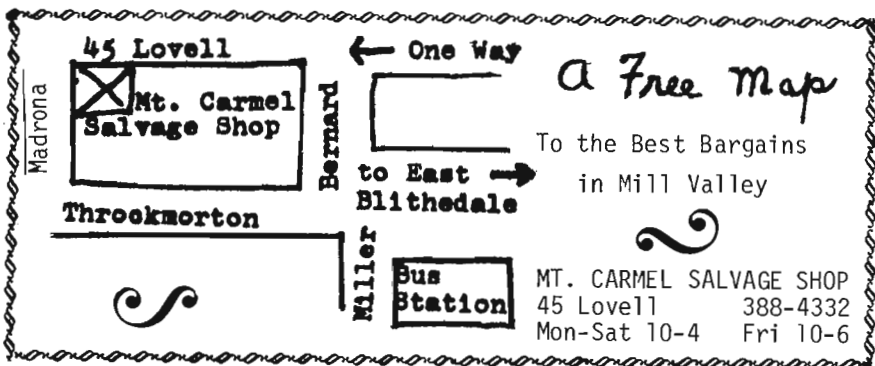 45 Lovell
Mt. Carmel
Salvage Shop
Madrona
Bernard
← One Way
to East →
Blithedale
Throckmorton
Miller
Bus
Station
A Free Map
To the Best Bargains
in Mill Valley
MT. CARMEL SALVAGE SHOP
45 Lovell 388-4332
Mon-Sat 10-4 Fri 10-6